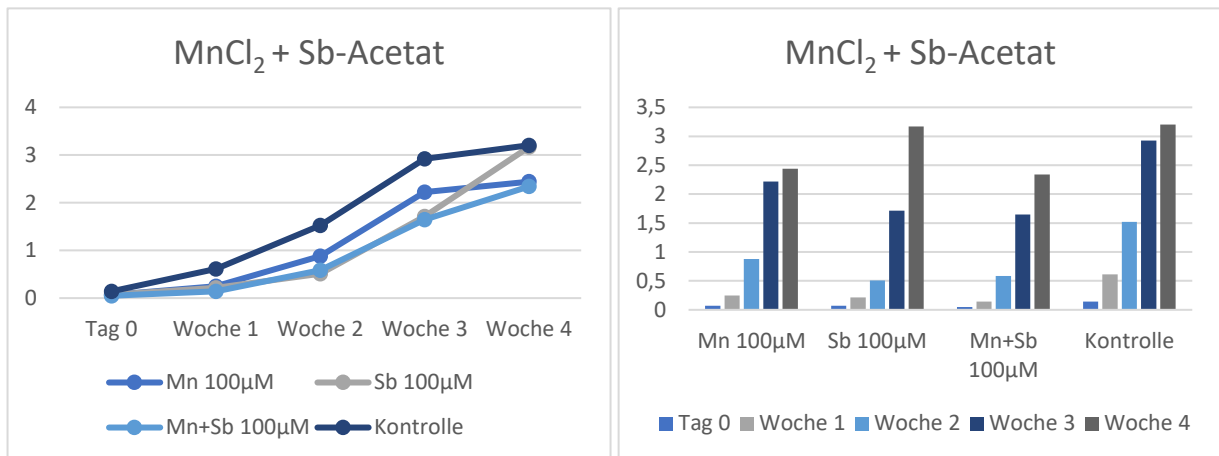 MnCl₂ + Sb-Acetat
4
3
2
1
0
Tag 0 Woche 1 Woche 2 Woche 3 Woche 4
Mn 100µM Sb 100µM
Mn+Sb 100µM Kontrolle
MnCl₂ + Sb-Acetat
3,5
3
2,5
2
1,5
1
0,5
0
Mn 100µM Sb 100µM Mn+Sb Kontrolle
100µM
Tag 0 Woche 1 Woche 2 Woche 3 Woche 4